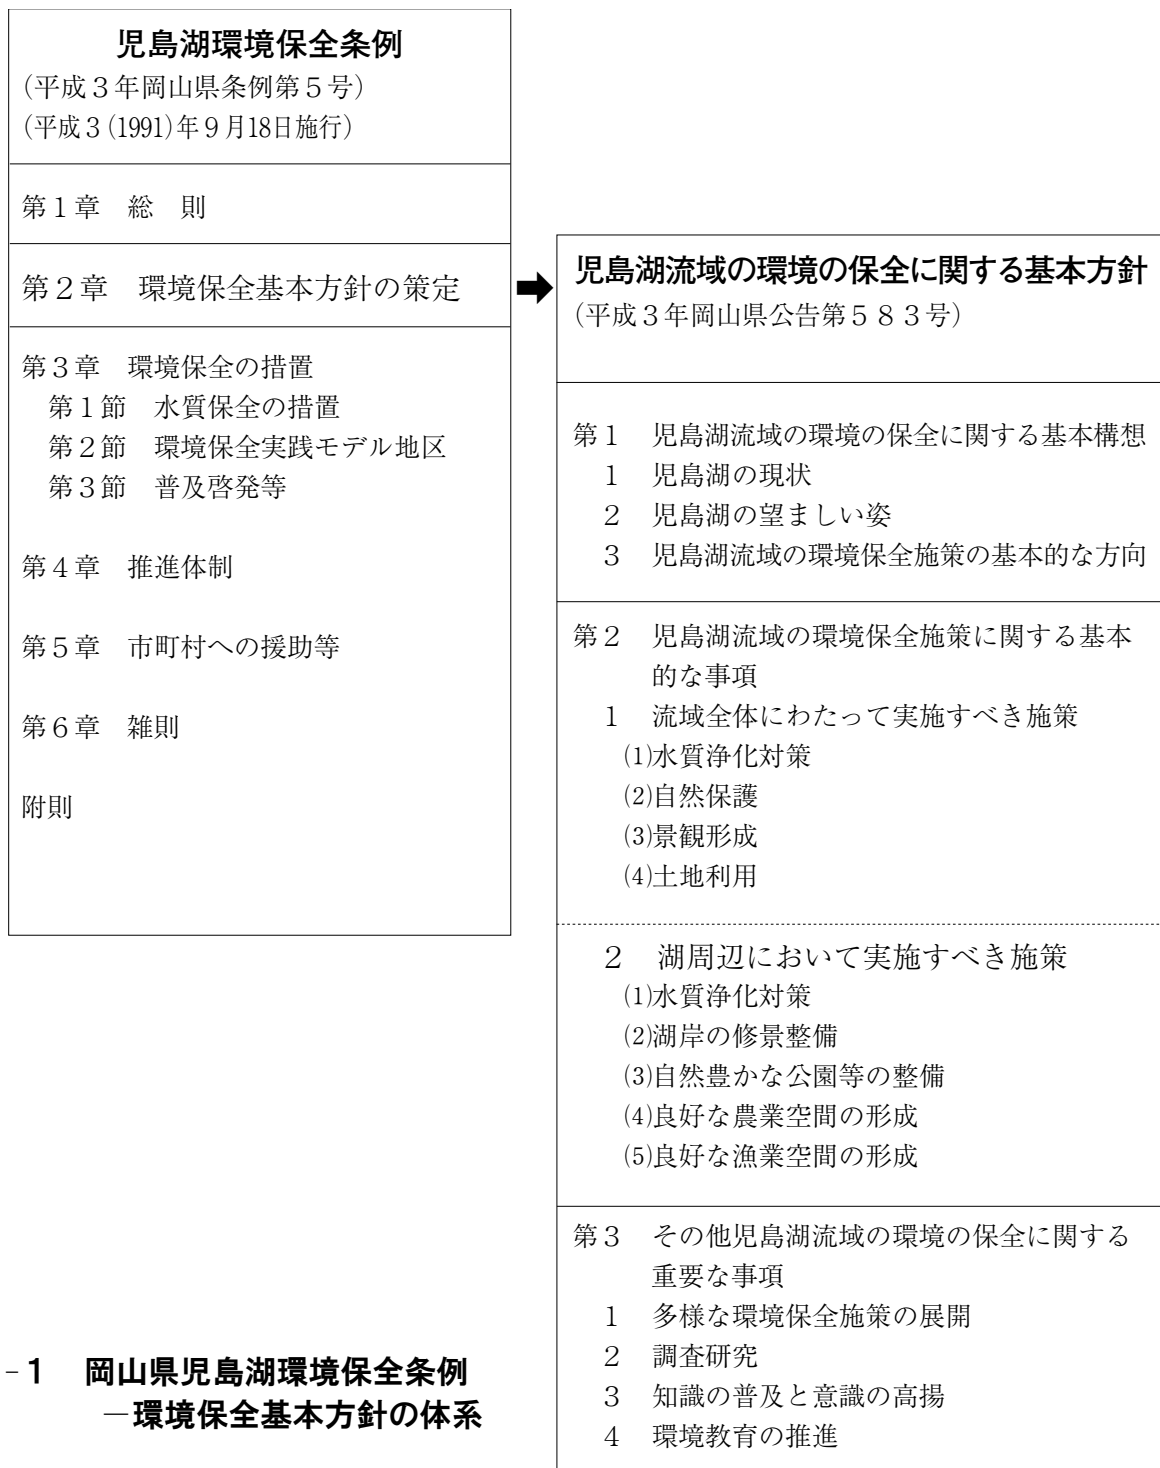 児島湖環境保全条例
(平成３年岡山県条例第５号)
(平成３(1991)年９月18日施行)
第１章　総　則
第２章　環境保全基本方針の策定
第３章　環境保全の措置
第１節　水質保全の措置
第２節　環境保全実践モデル地区
第３節　普及啓発等
第４章　推進体制
第５章　市町村への援助等
第６章　雑則
附則
➡
児島湖流域の環境の保全に関する基本方針
(平成３年岡山県公告第５８３号)
第１　児島湖流域の環境の保全に関する基本構想
１　児島湖の現状
２　児島湖の望ましい姿
３　児島湖流域の環境保全施策の基本的な方向
第２　児島湖流域の環境保全施策に関する基本
的な事項
１　流域全体にわたって実施すべき施策
⑴水質浄化対策
⑵自然保護
⑶景観形成
⑷土地利用
２　湖周辺において実施すべき施策
⑴水質浄化対策
⑵湖岸の修景整備
⑶自然豊かな公園等の整備
⑷良好な農業空間の形成
⑸良好な漁業空間の形成
第３　その他児島湖流域の環境の保全に関する
重要な事項
１　多様な環境保全施策の展開
２　調査研究
３　知識の普及と意識の高揚
４　環境教育の推進
-１　岡山県児島湖環境保全条例
―環境保全基本方針の体系